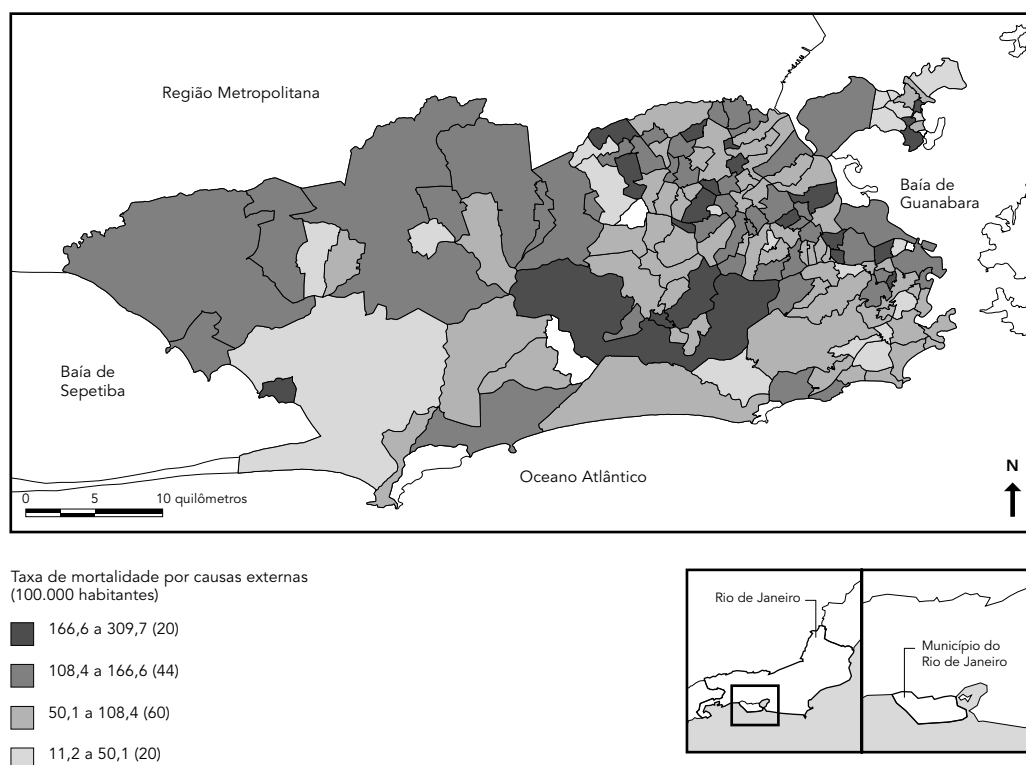 Região Metropolitana
Baía de
Guanabara
Baía de
Sepetiba
Oceano Atlântico
N
0 5 10 quilômetros
Taxa de mortalidade por causas externas
(100.000 habitantes)
166,6 a 309,7 (20)
108,4 a 166,6 (44)
50,1 a 108,4 (60)
11,2 a 50,1 (20)
Rio de Janeiro
Município do
Rio de Janeiro